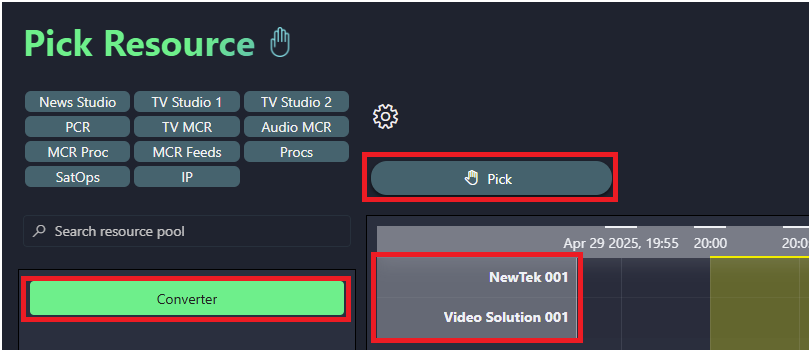 Pick Resource
News Studio TV Studio 1 TV Studio 2
PCR TV MCR Audio MCR
MCR Proc MCR Feeds Procs
SatOps IP
Pick
Search resource pool
Apr 29 2025, 19:55 20:00 20:0
Converter
NewTek 001
Video Solution 001